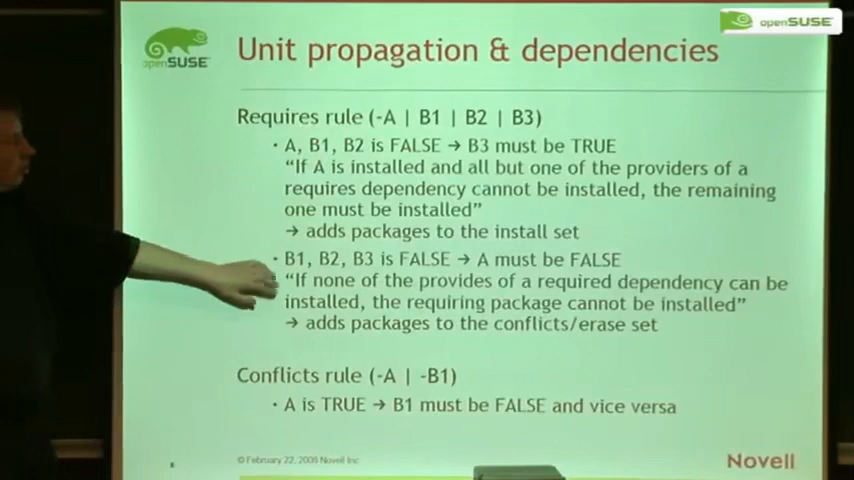 openSUSE
openSUSE
Unit propagation & dependencies
Requires rule (-A | B1 | B2 | B3)
· A, B1, B2 is FALSE → B3 must be TRUE
“If A is installed and all but one of the providers of a
requires dependency cannot be installed, the remaining
one must be installed”
→ adds packages to the install set
· B1, B2, B3 is FALSE → A must be FALSE
“If none of the provides of a required dependency can be
installed, the requiring package cannot be installed”
→ adds packages to the conflicts/erase set
Conflicts rule (-A | -B1)
· A is TRUE → B1 must be FALSE and vice versa
© February 22, 2008 Novell Inc
Novell